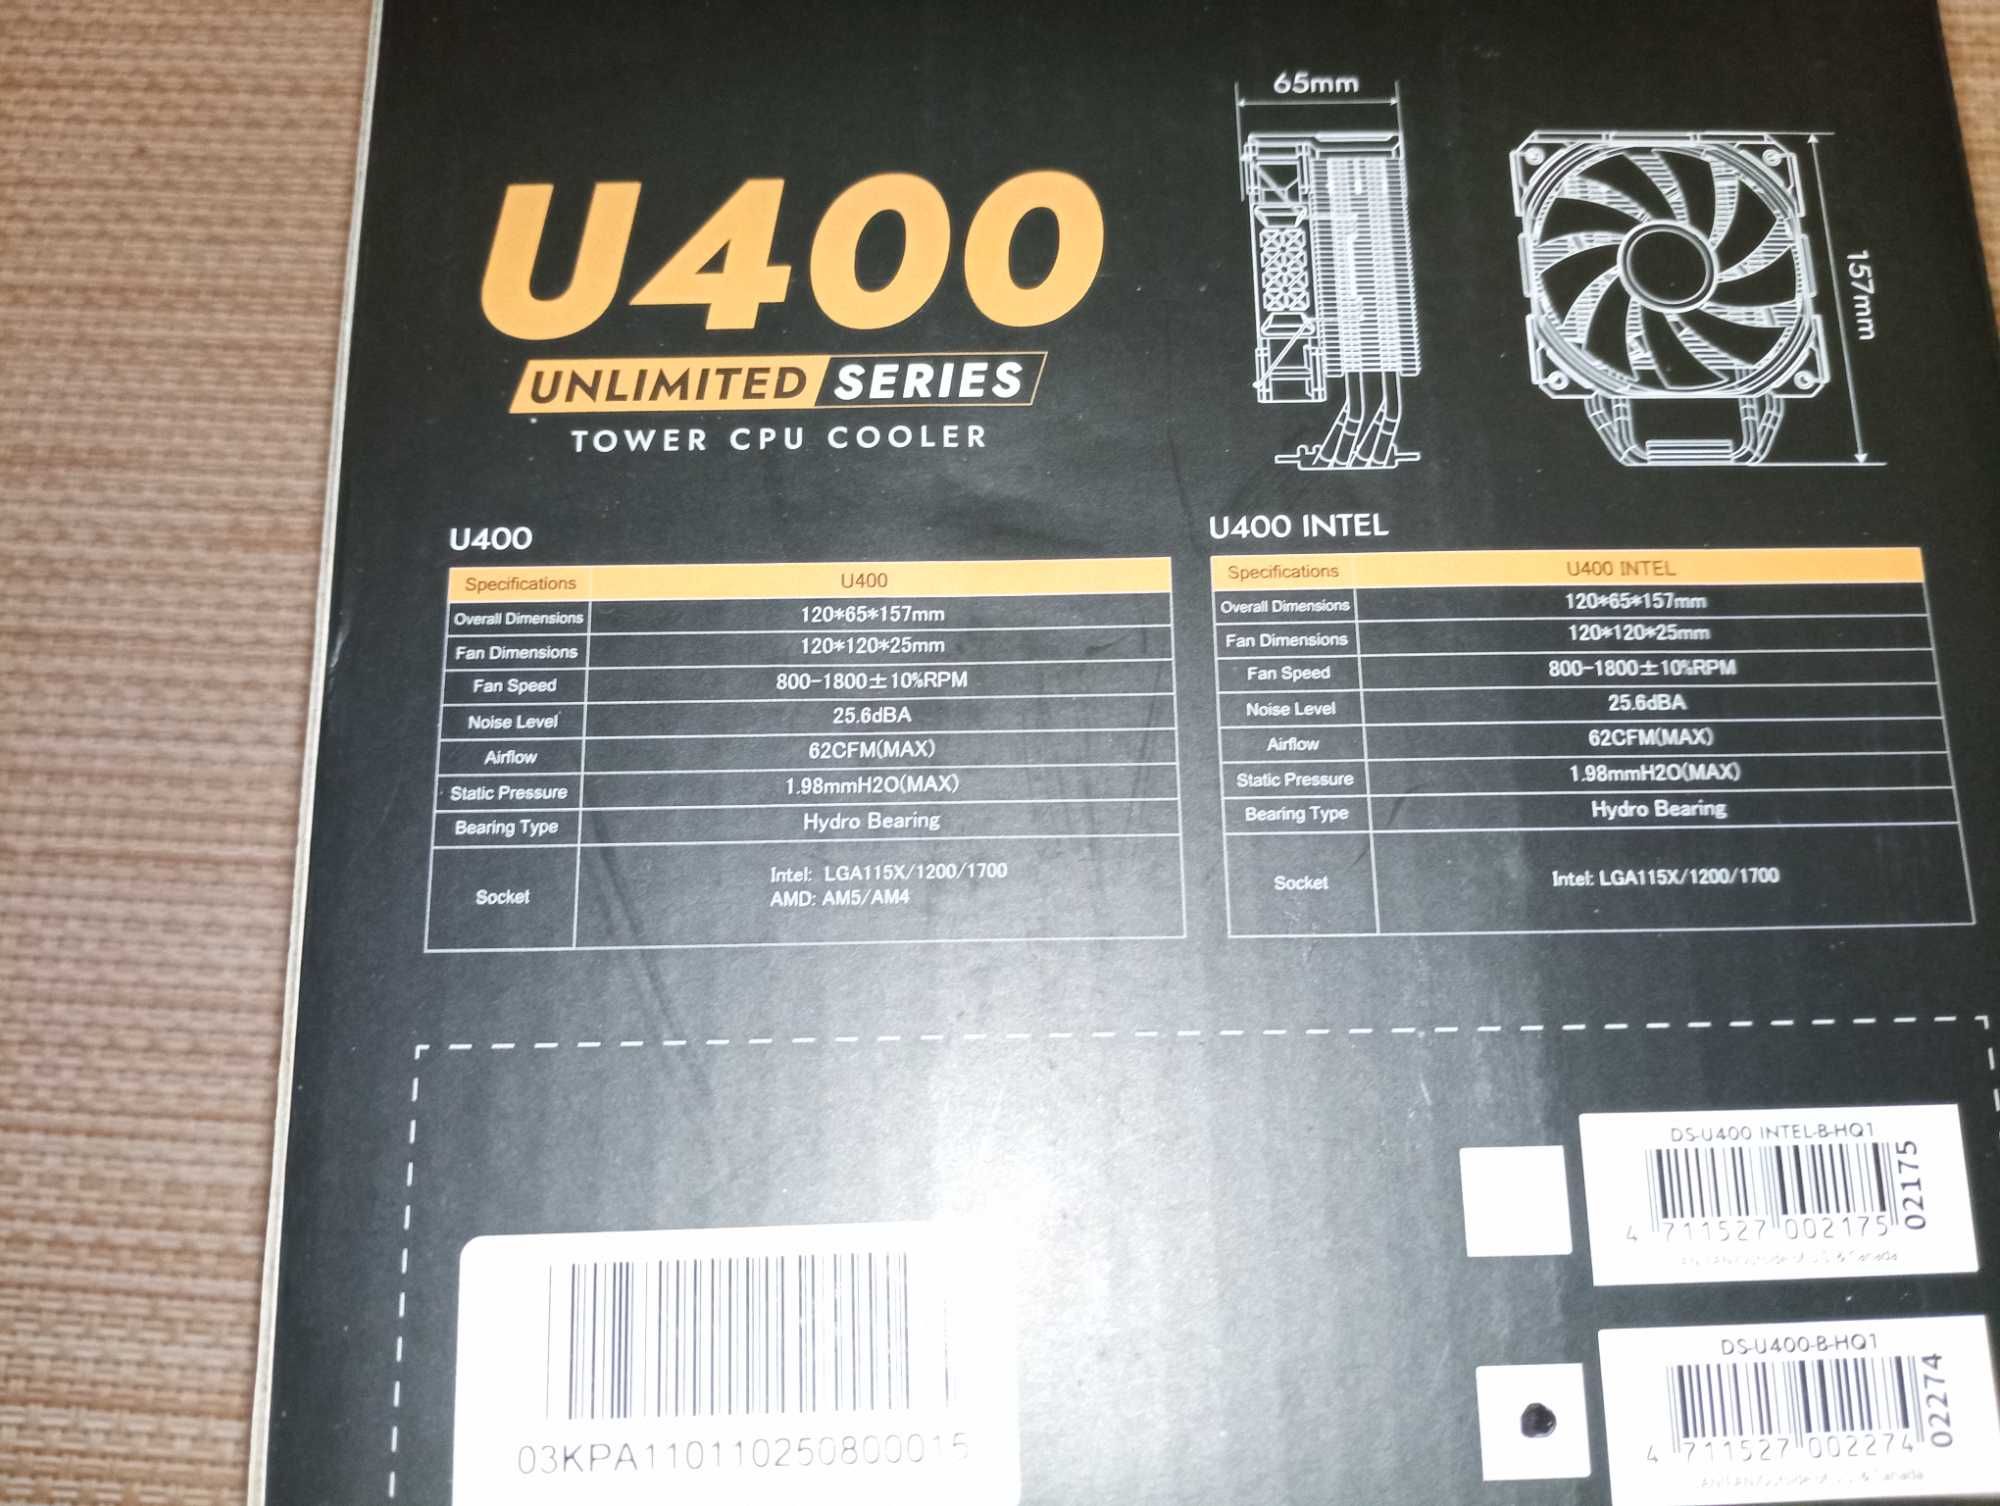 65mm
157mm
U400
UNLIMITED SERIES
TOWER CPU COOLER
U400
Specifications U400
Overall Dimensions 120*65*157mm
Fan Dimensions 120*120*25mm
Fan Speed 800-1800±10%RPM
Noise Level 25.6dBA
Airflow 62CFM(MAX)
Static Pressure 1.98mmH2O(MAX)
Bearing Type Hydro Bearing
Socket Intel: LGA115X/1200/1700
AMD: AM5/AM4
U400 INTEL
Specifications U400 INTEL
Overall Dimensions 120*65*157mm
Fan Dimensions 120*120*25mm
Fan Speed 800-1800±10%RPM
Noise Level 25.6dBA
Airflow 62CFM(MAX)
Static Pressure 1.98mmH2O(MAX)
Bearing Type Hydro Bearing
Socket Intel: LGA115X/1200/1700
DS-U400 INTEL-B-HQ1
02175
4 711527 002175
DS-U400-B-HQ1
02274
4 711527 002274
03KPA110110250800015